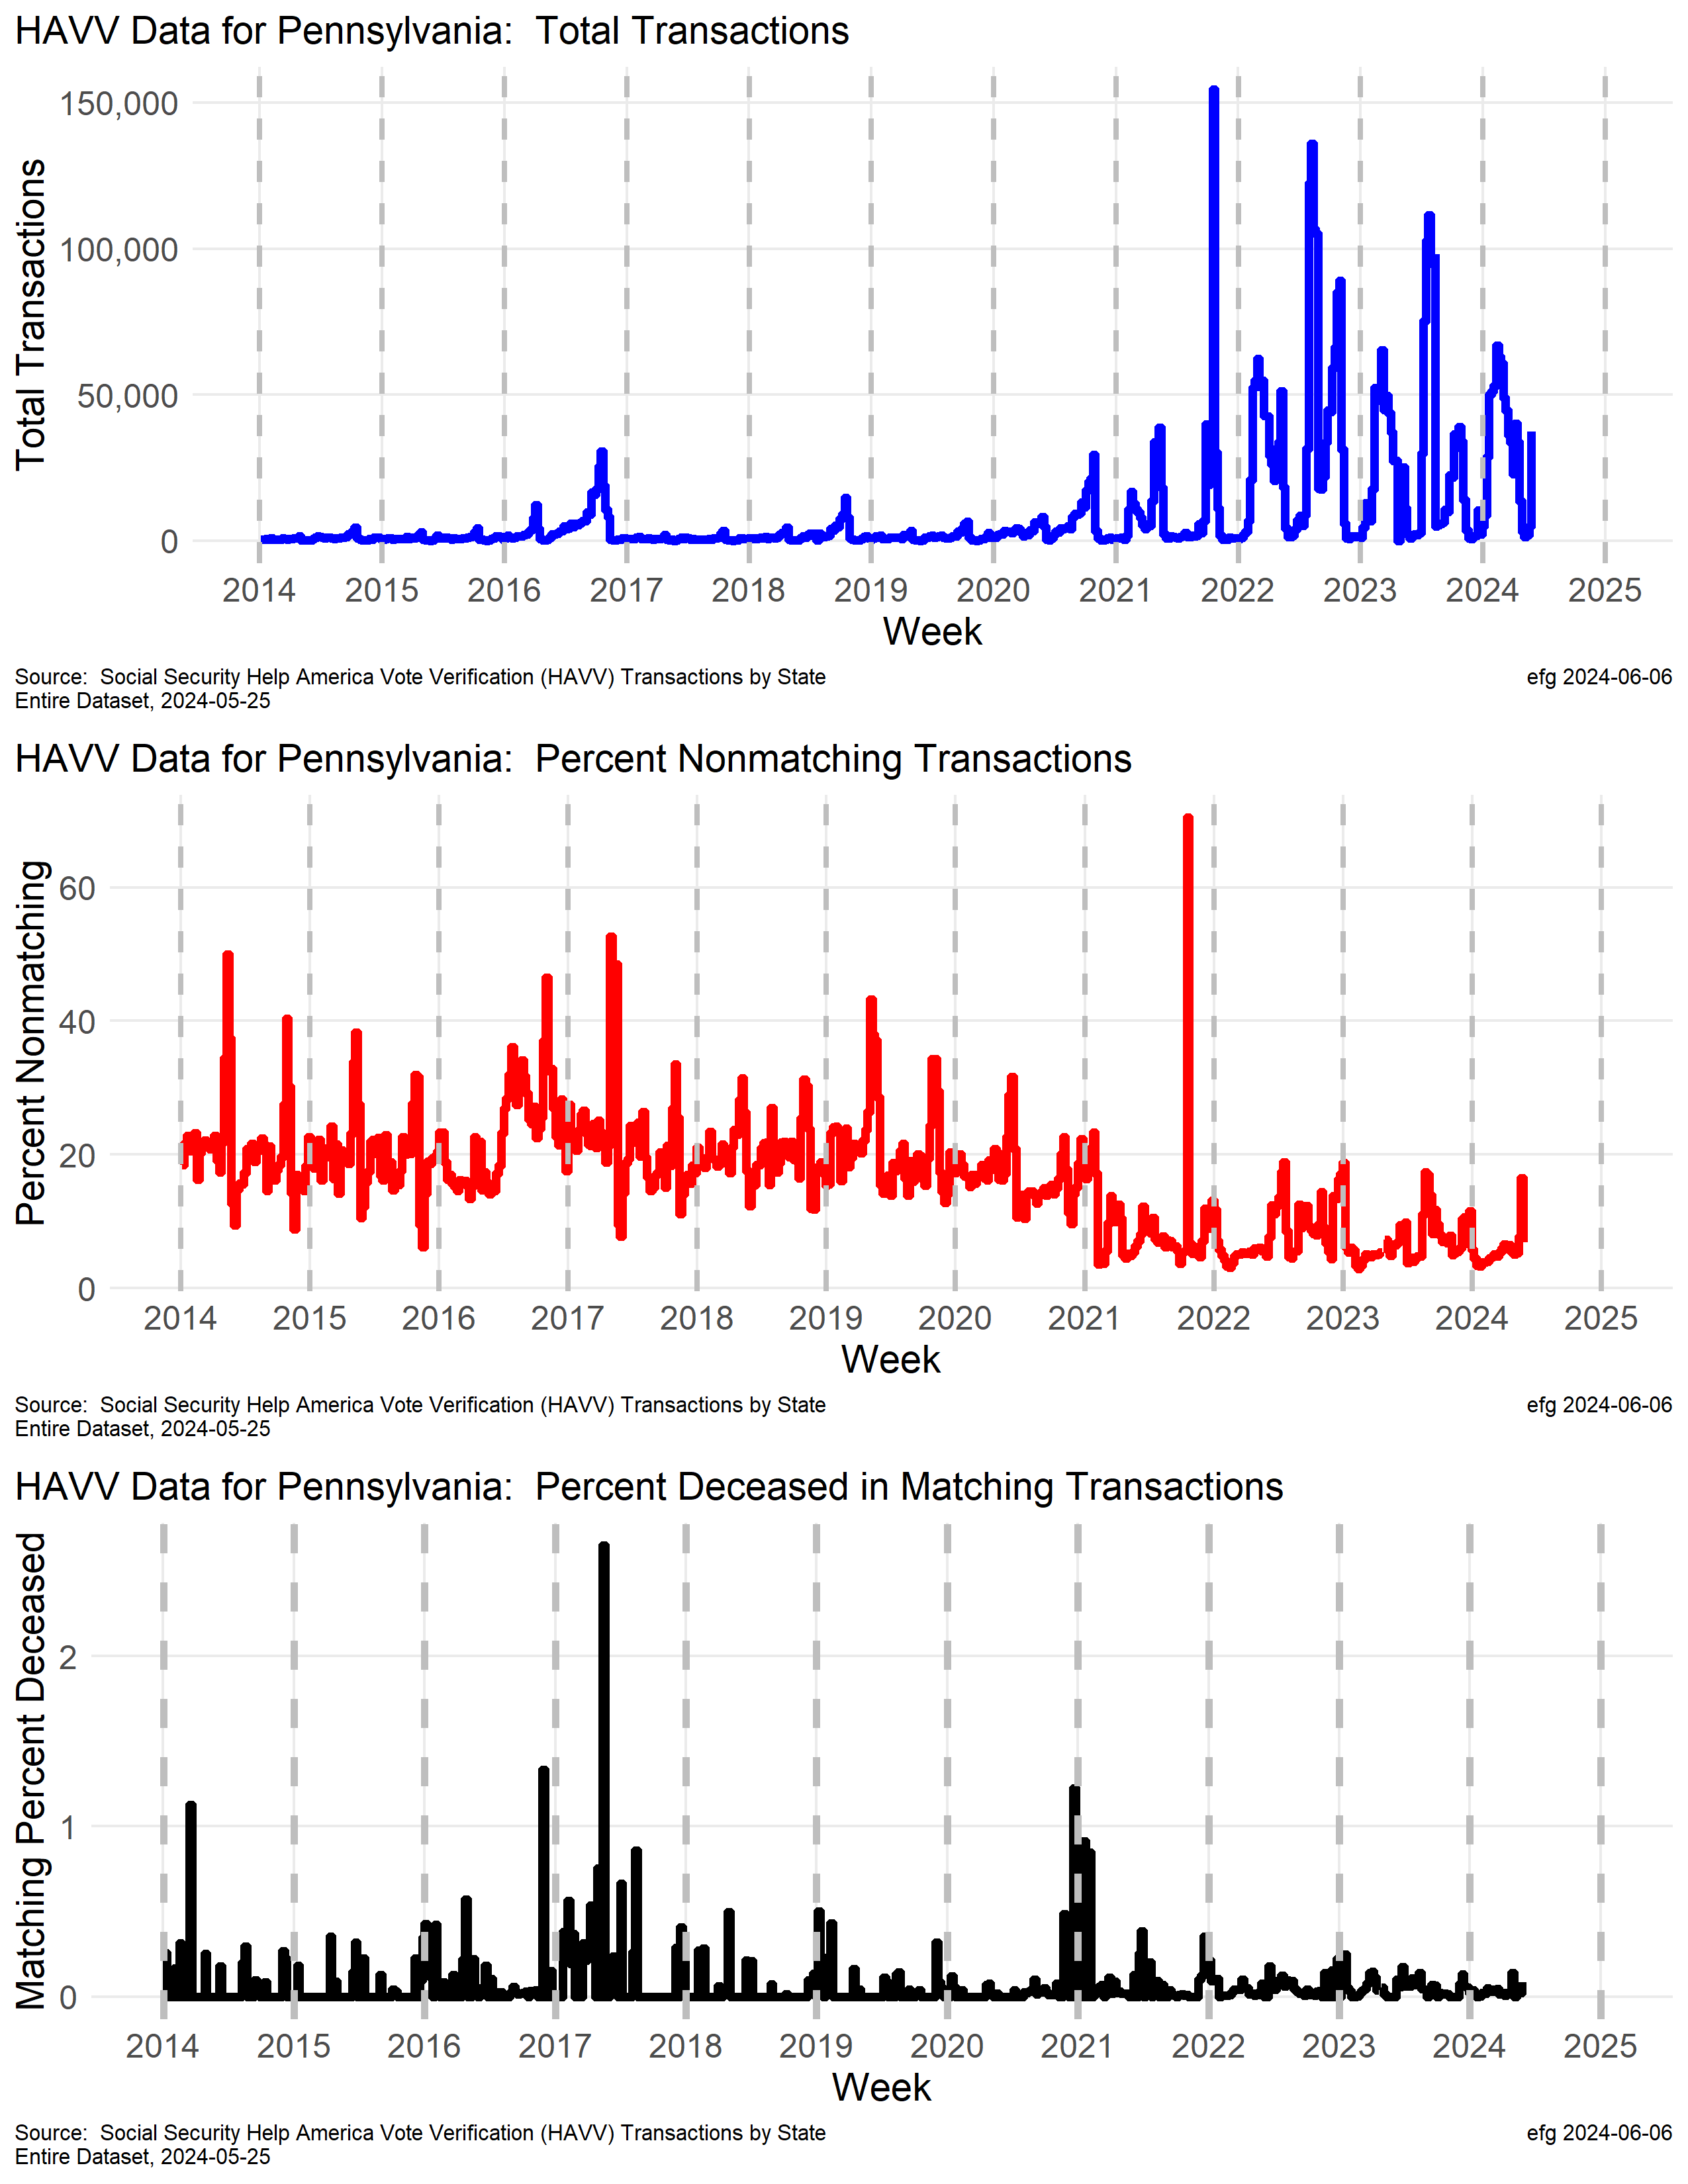 HAVV Data for Pennsylvania:  Total Transactions
Total Transactions
150,000
100,000
50,000
0
2014 2015 2016 2017 2018 2019 2020 2021 2022 2023 2024 2025
Week
Source:  Social Security Help America Vote Verification (HAVV) Transactions by State
Entire Dataset, 2024-05-25
efg 2024-06-06
HAVV Data for Pennsylvania:  Percent Nonmatching Transactions
Percent Nonmatching
60
40
20
0
2014 2015 2016 2017 2018 2019 2020 2021 2022 2023 2024 2025
Week
Source:  Social Security Help America Vote Verification (HAVV) Transactions by State
Entire Dataset, 2024-05-25
efg 2024-06-06
HAVV Data for Pennsylvania:  Percent Deceased in Matching Transactions
Matching Percent Deceased
2
1
0
2014 2015 2016 2017 2018 2019 2020 2021 2022 2023 2024 2025
Week
Source:  Social Security Help America Vote Verification (HAVV) Transactions by State
Entire Dataset, 2024-05-25
efg 2024-06-06